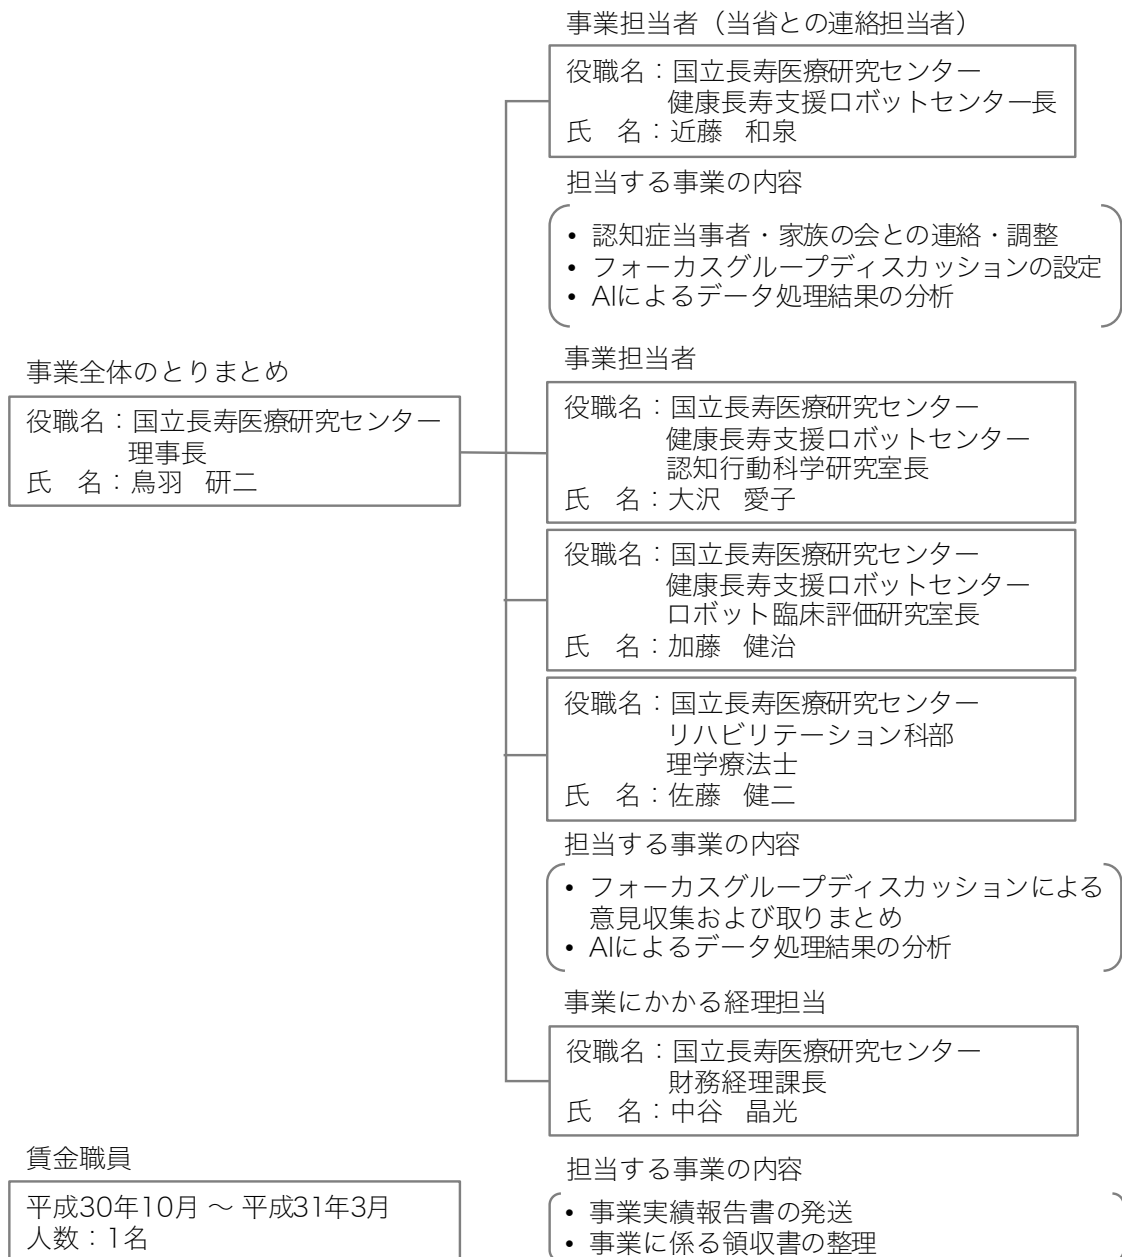 事業担当者（当省との連絡担当者）
役職名：国立長寿医療研究センター
健康長寿支援ロボットセンター長
氏　名：近藤　和泉
担当する事業の内容
• 認知症当事者・家族の会との連絡・調整
• フォーカスグループディスカッションの設定
• AIによるデータ処理結果の分析
事業全体のとりまとめ
役職名：国立長寿医療研究センター
理事長
氏　名：鳥羽　研二
事業担当者
役職名：国立長寿医療研究センター
健康長寿支援ロボットセンター
認知行動科学研究室長
氏　名：大沢　愛子
役職名：国立長寿医療研究センター
健康長寿支援ロボットセンター
ロボット臨床評価研究室長
氏　名：加藤　健治
役職名：国立長寿医療研究センター
リハビリテーション科部
理学療法士
氏　名：佐藤　健二
担当する事業の内容
• フォーカスグループディスカッションによる
意見収集および取りまとめ
• AIによるデータ処理結果の分析
事業にかかる経理担当
役職名：国立長寿医療研究センター
財務経理課長
氏　名：中谷　晶光
賃金職員
平成30年10月 ～ 平成31年3月
人数：1名
担当する事業の内容
• 事業実績報告書の発送
• 事業に係る領収書の整理